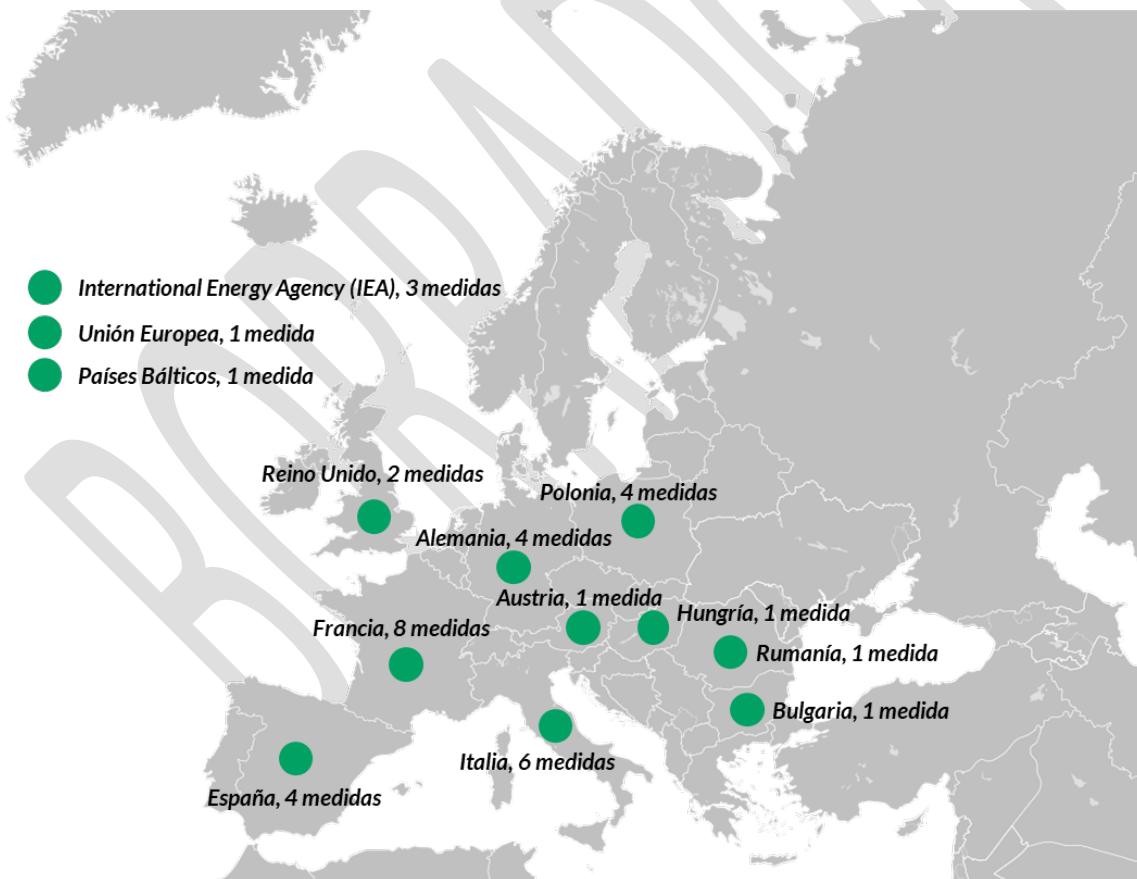 International Energy Agency (IEA), 3 medidas
Unión Europea, 1 medida
Países Bálticos, 1 medida
Reino Unido, 2 medidas
Polonia, 4 medidas
Alemania, 4 medidas
Austria, 1 medida
Hungría, 1 medida
Francia, 8 medidas
Rumanía, 1 medida
Bulgaria, 1 medida
Italia, 6 medidas
España, 4 medidas